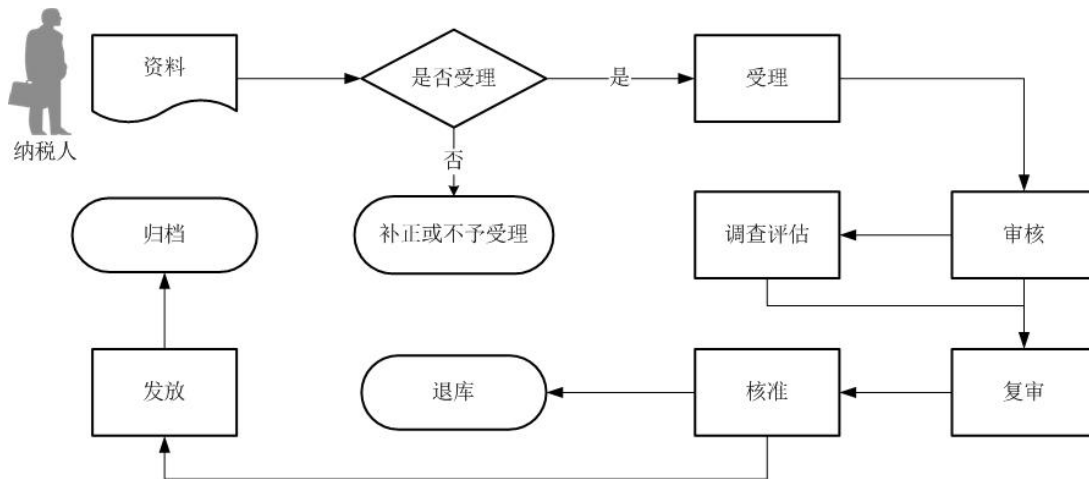 资料
是否受理
是
受理
纳税人
否
归档
补正或不予受理
调查评估
审核
发放
退库
核准
复审